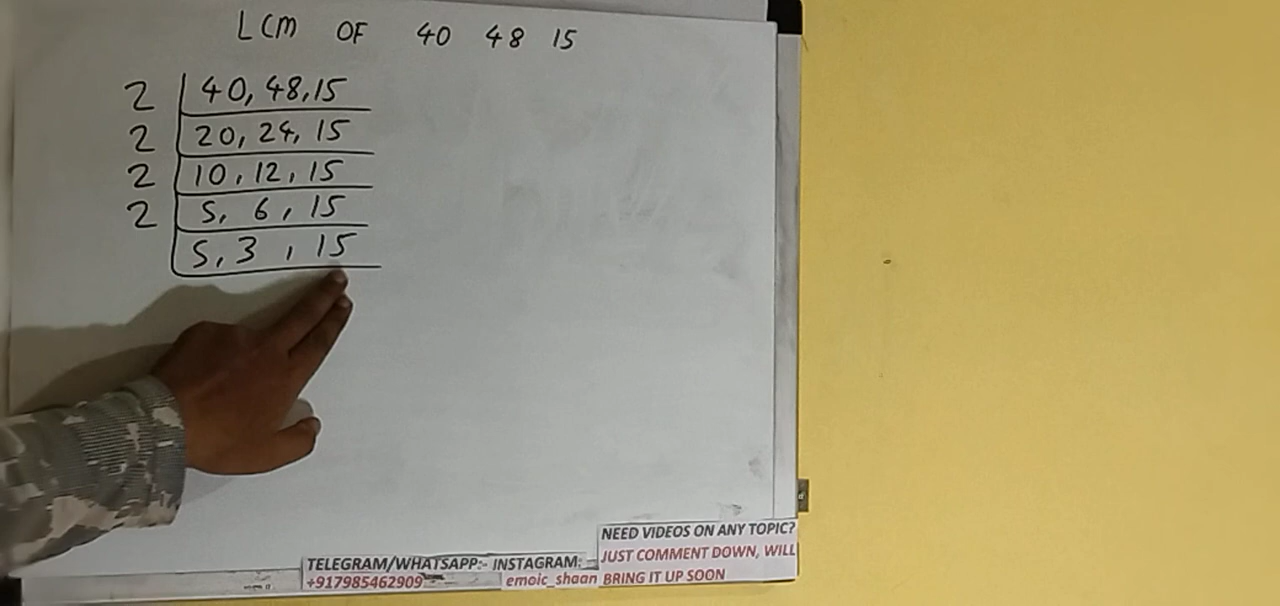 LCM OF 40 48 15
2 40, 48, 15
2 20, 24, 15
2 10, 12, 15
2 5, 6, 15
5, 3, 15
NEED VIDEOS ON ANY TOPIC?
JUST COMMENT DOWN, WILL
BRING IT UP SOON
TELEGRAM/WHATSAPP:- INSTAGRAM:-
+917985462909 emoic_shaan